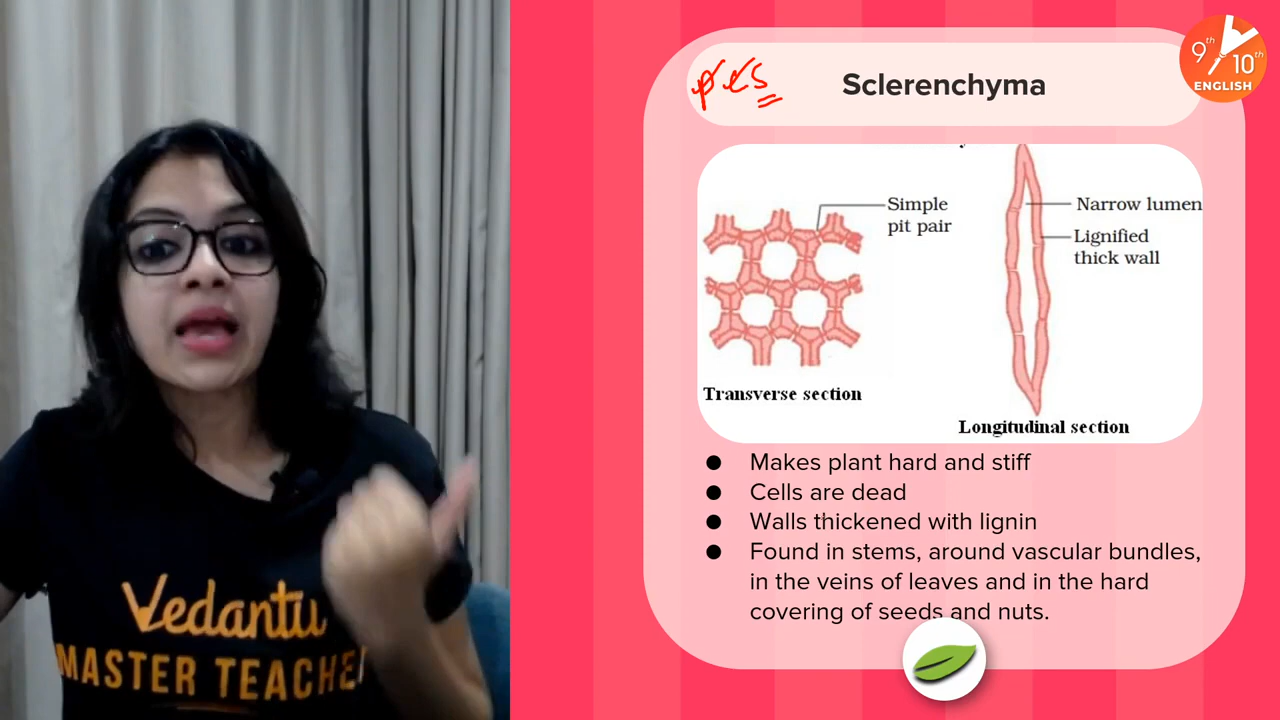 Vedantu
MASTER TEACHE
pcs
Sclerenchyma
9th
10th
ENGLISH
Simple
pit pair
Narrow lumen
Lignified
thick wall
Transverse section
Longitudinal section
● Makes plant hard and stiff
● Cells are dead
● Walls thickened with lignin
● Found in stems, around vascular bundles,
in the veins of leaves and in the hard
covering of seeds and nuts.